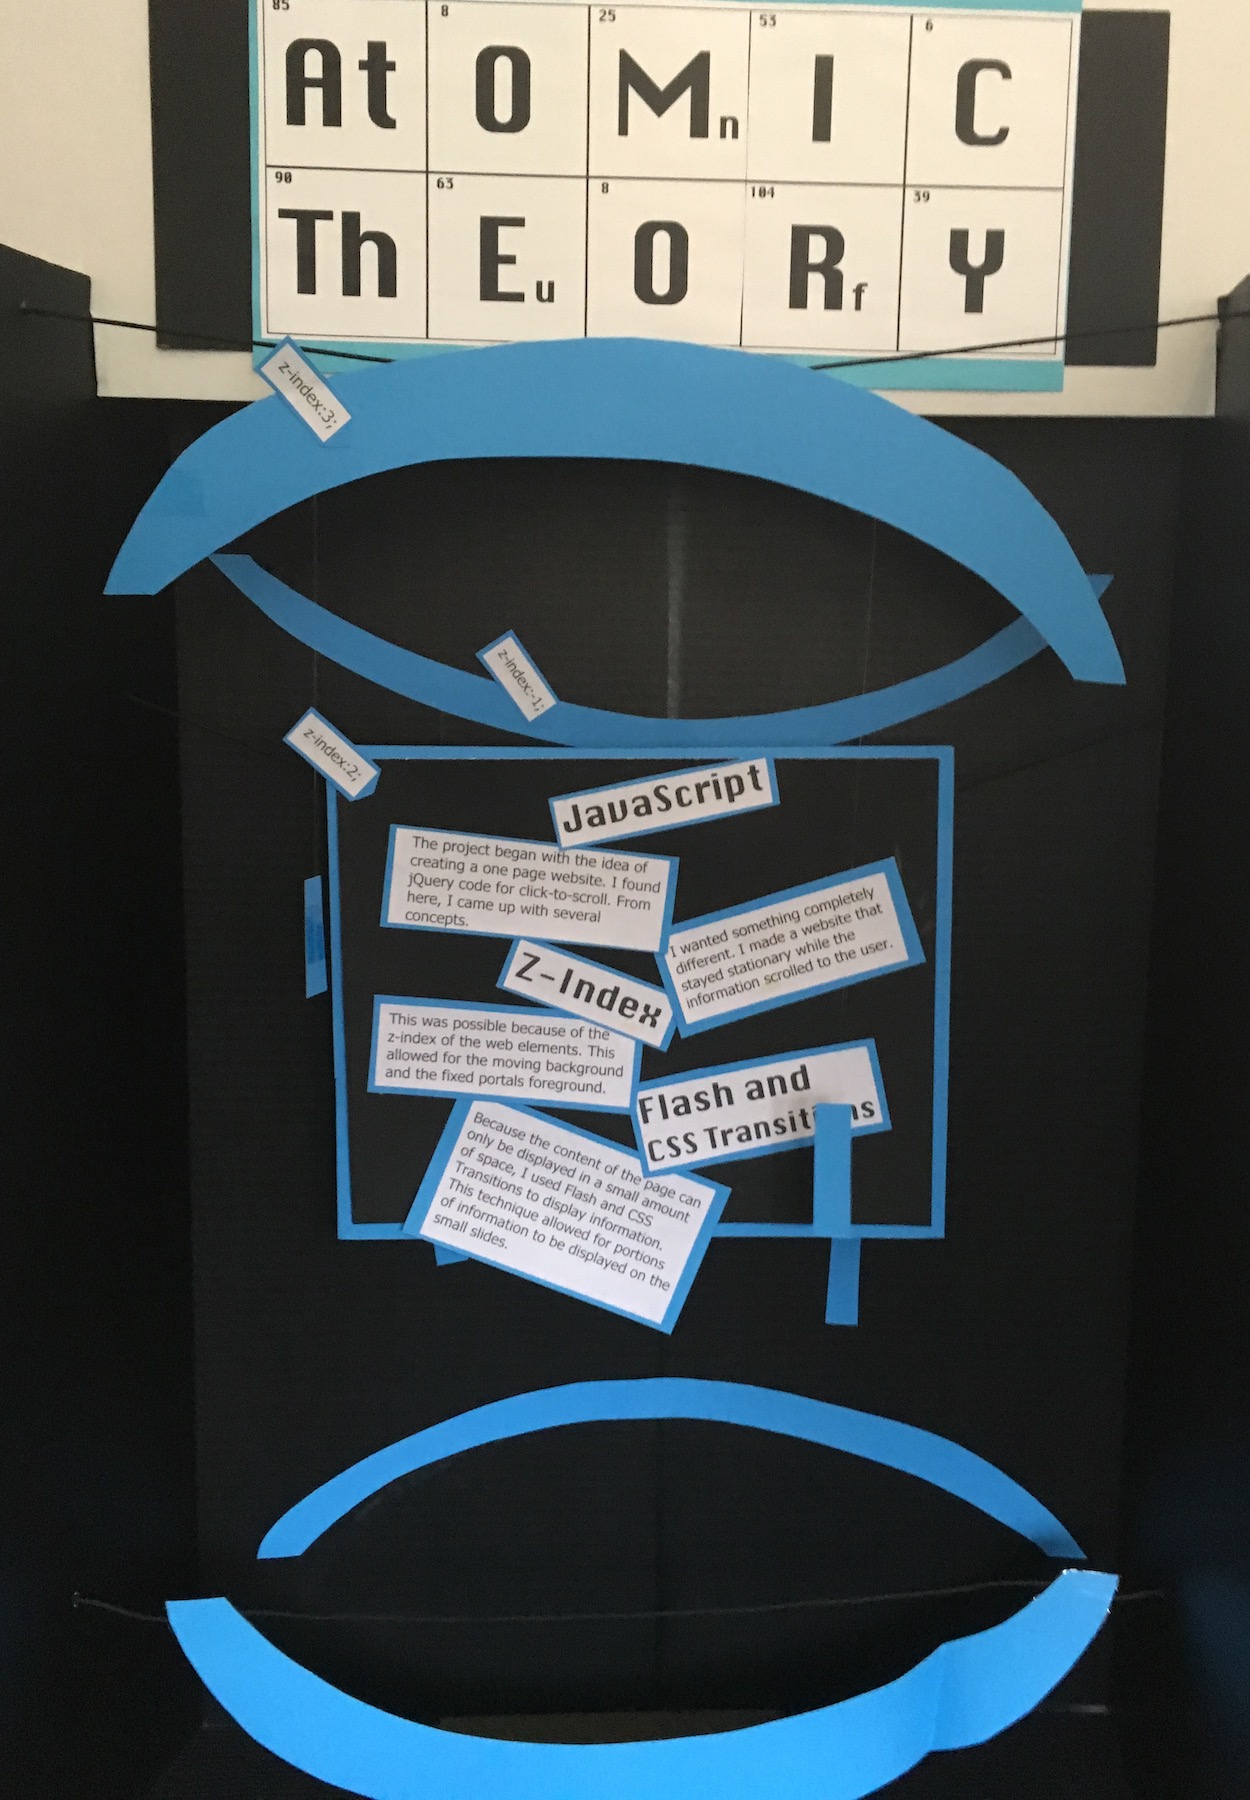 85 8 25 53 6
At O Mn I C
90 63 8 104 39
Th Eu O Rf Y
z-index:3;
z-index:-1;
z-index:2;
JavaScript
The project began with the idea of
creating a one page website. I found
jQuery code for click-to-scroll. From
here, I came up with several
concepts.
I wanted something completely
different. I made a website that
stayed stationary while the
information scrolled to the user.
Z-Index
This was possible because of the
z-index of the web elements. This
allowed for the moving background
and the fixed portals foreground.
Flash and
CSS Transitions
Because the content of the page can
only be displayed in a small amount
of space, I used Flash and CSS
Transitions to display information.
This technique allowed for portions
of information to be displayed on the
small slides.